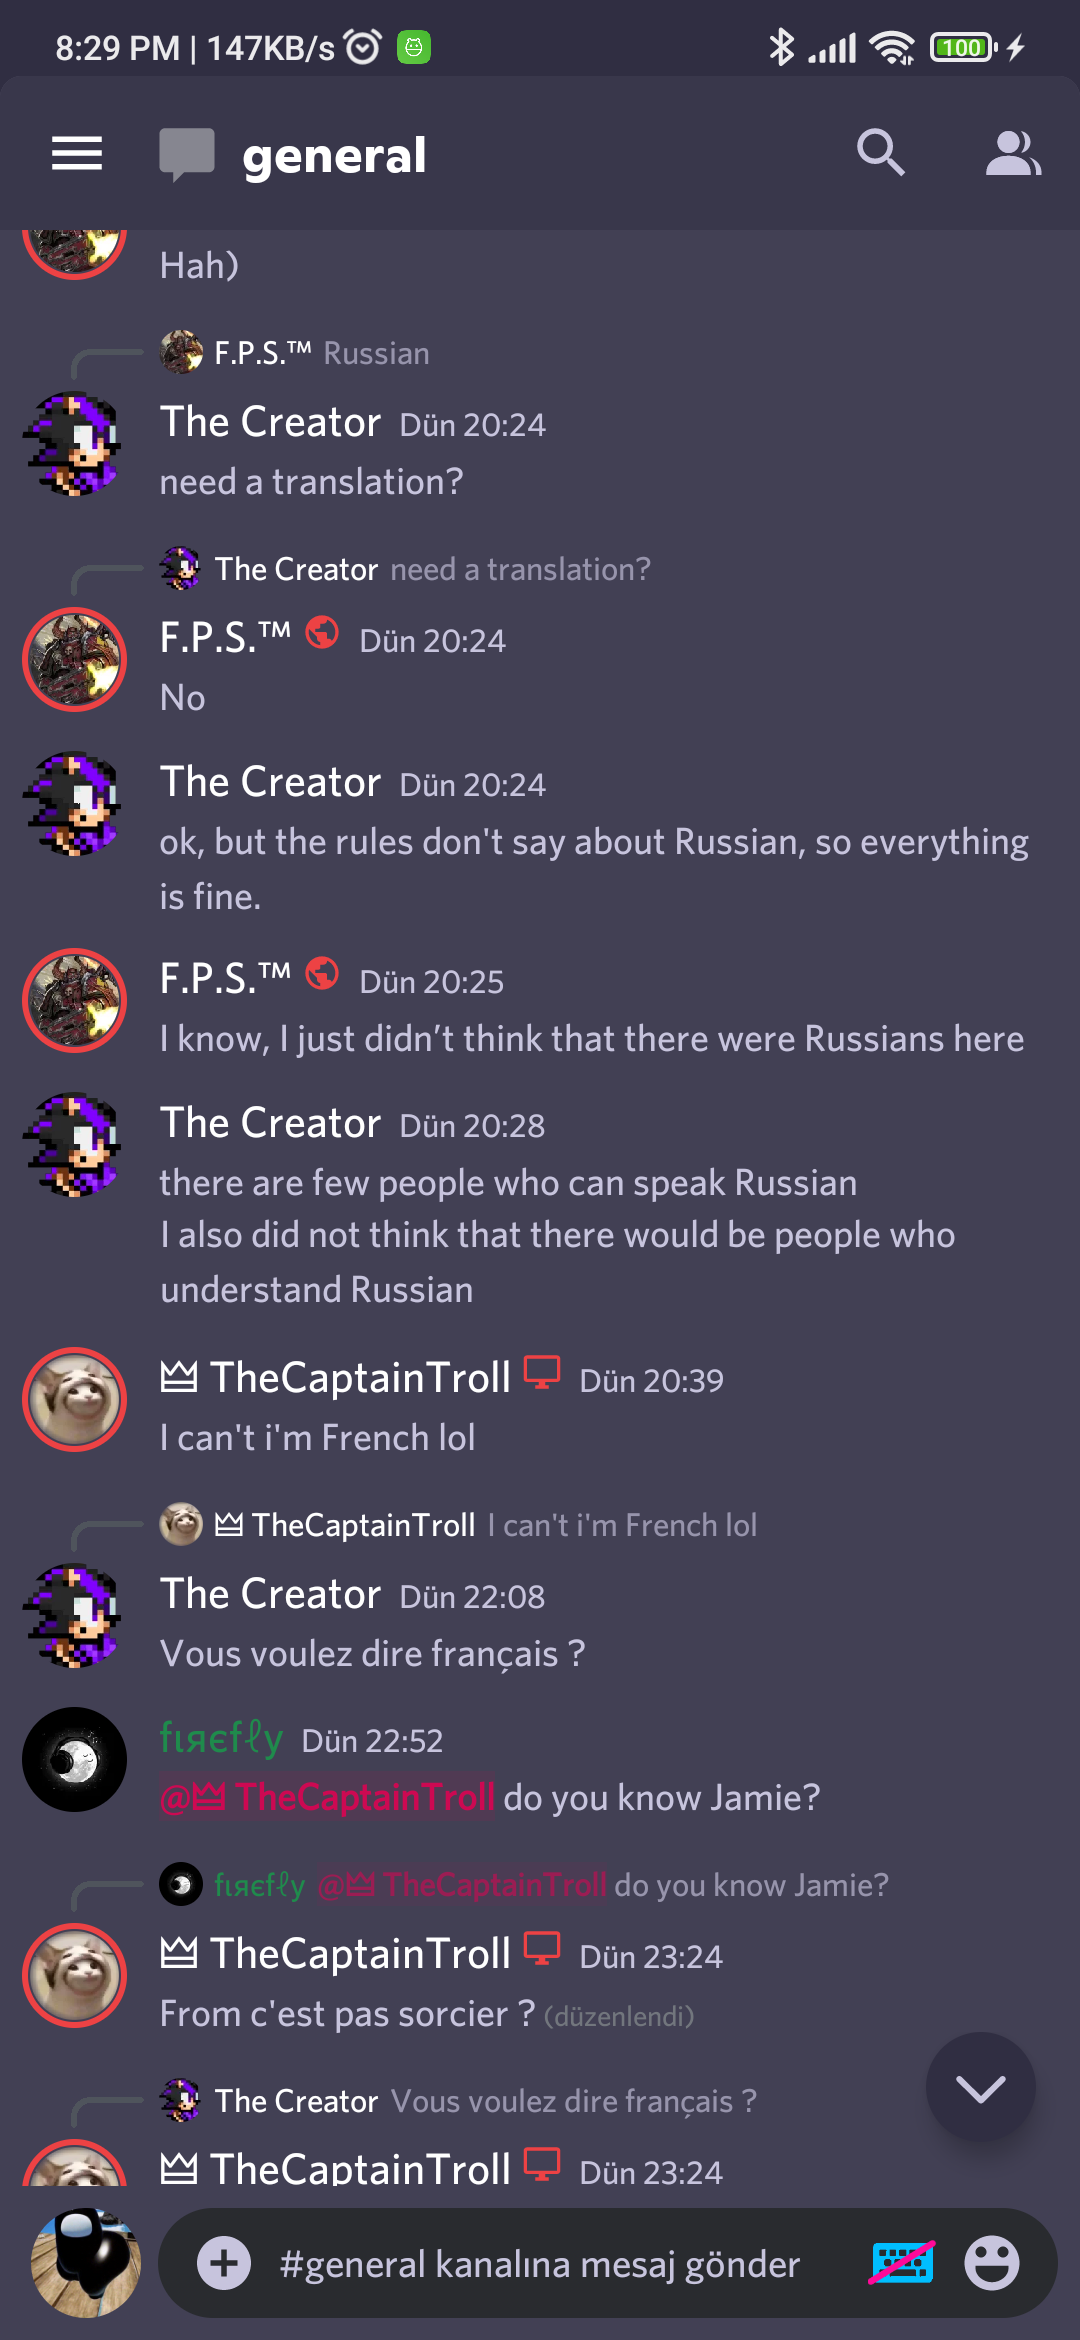 8:29 PM | 147KB/s
100
general
Hah)
F.P.S.™ Russian
The Creator Dün 20:24
need a translation?
The Creator need a translation?
F.P.S.™ Dün 20:24
No
The Creator Dün 20:24
ok, but the rules don't say about Russian, so everything
is fine.
F.P.S.™ Dün 20:25
I know, I just didn’t think that there were Russians here
The Creator Dün 20:28
there are few people who can speak Russian
I also did not think that there would be people who
understand Russian
TheCaptainTroll Dün 20:39
I can't i'm French lol
TheCaptainTroll I can't i'm French lol
The Creator Dün 22:08
Vous voulez dire français ?
fιяєfℓy Dün 22:52
@👑 TheCaptainTroll do you know Jamie?
fιяєfℓy @👑 TheCaptainTroll do you know Jamie?
TheCaptainTroll Dün 23:24
From c'est pas sorcier ? (düzenlendi)
The Creator Vous voulez dire français ?
TheCaptainTroll Dün 23:24
#general kanalına mesaj gönder